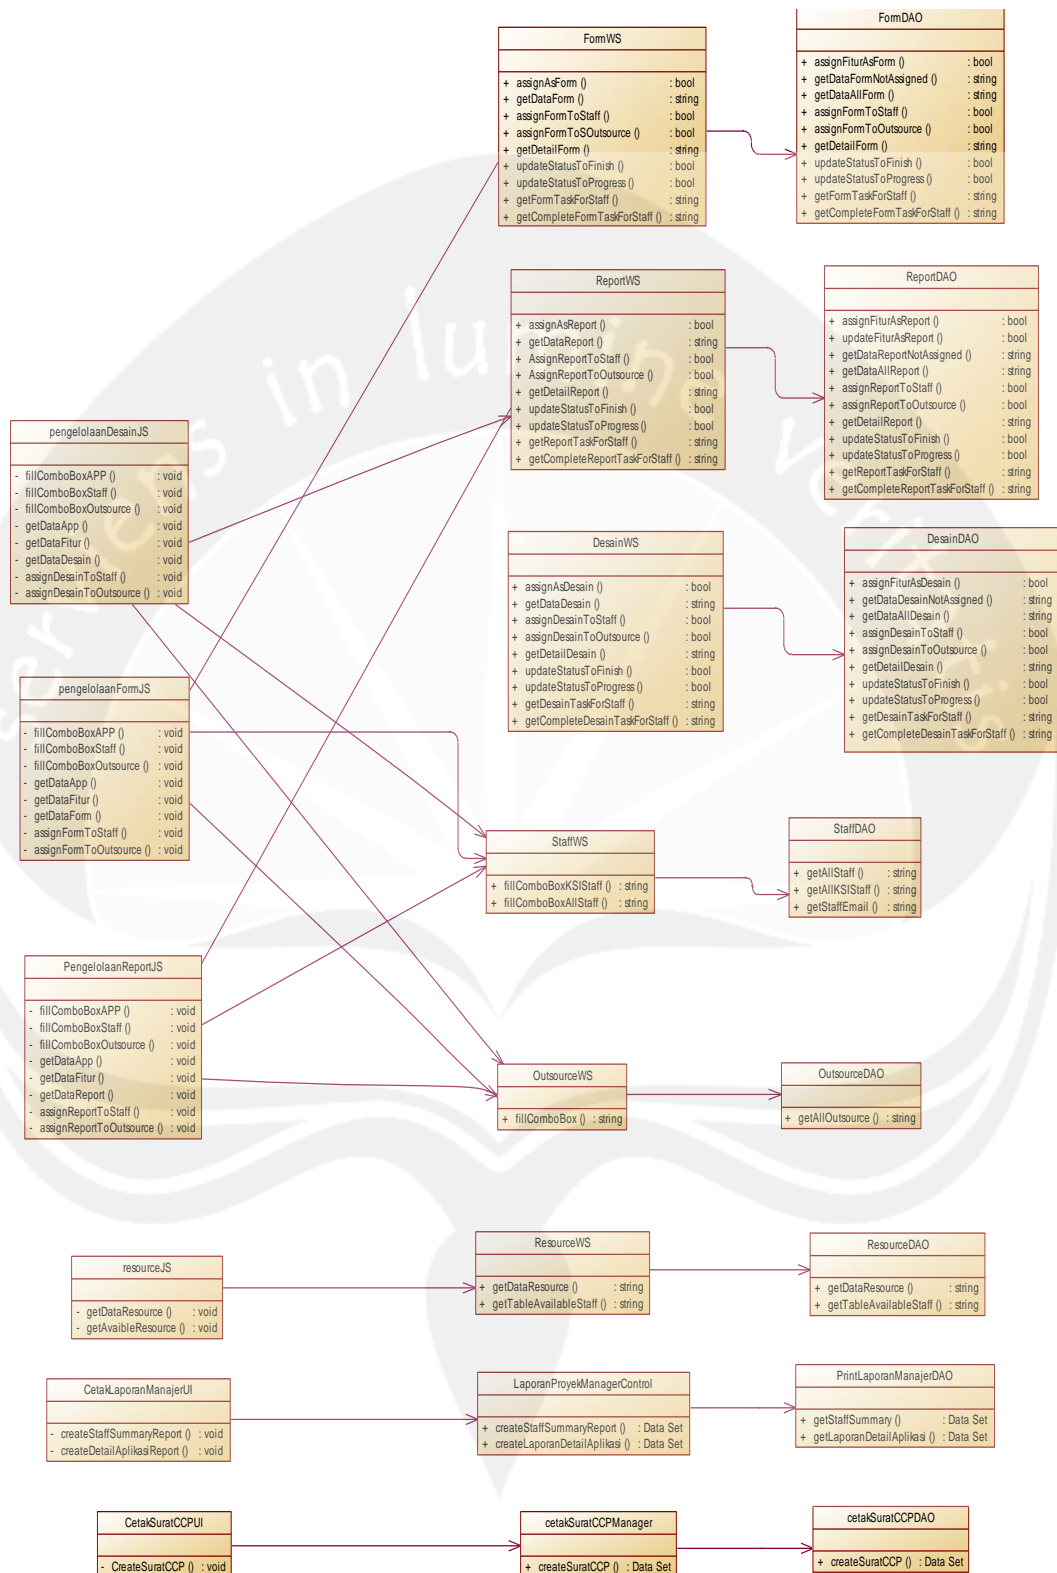 FormWS
+ assignAsForm () : bool
+ getDataForm () : string
+ assignFormToStaff () : bool
+ assignFormToSOutsource () : bool
+ getDetailForm () : string
+ updateStatusToFinish () : bool
+ updateStatusToProgress () : bool
+ getFormTaskForStaff () : string
+ getCompleteFormTaskForStaff () : string
FormDAO
+ assignFiturAsForm () : bool
+ getDataFormNotAssigned () : string
+ getDataAllForm () : string
+ assignFormToStaff () : bool
+ assignFormToOutsource () : bool
+ getDetailForm () : string
+ updateStatusToFinish () : bool
+ updateStatusToProgress () : bool
+ getFormTaskForStaff () : string
+ getCompleteFormTaskForStaff () : string
ReportWS
+ assignAsReport () : bool
+ getDataReport () : string
+ AssignReportToStaff () : bool
+ AssignReportToOutsource () : bool
+ getDetailReport () : string
+ updateStatusToFinish () : bool
+ updateStatusToProgress () : bool
+ getReportTaskForStaff () : string
+ getCompleteReportTaskForStaff () : string
ReportDAO
+ assignFiturAsReport () : bool
+ updateFiturAsReport () : bool
+ getDataReportNotAssigned () : string
+ getDataAllReport () : string
+ assignReportToStaff () : bool
+ assignReportToOutsource () : bool
+ getDetailReport () : string
+ updateStatusToFinish () : bool
+ updateStatusToProgress () : bool
+ getReportTaskForStaff () : string
+ getCompleteReportTaskForStaff () : string
pengelolaanDesainJS
- fillComboBoxAPP () : void
- fillComboBoxStaff () : void
- fillComboBoxOutsource () : void
- getDataApp () : void
- getDataFitur () : void
- getDataDesain () : void
- assignDesainToStaff () : void
- assignDesainToOutsource () : void
DesainWS
+ assignAsDesain () : bool
+ getDataDesain () : string
+ assignDesainToStaff () : bool
+ assignDesainToOutsource () : bool
+ getDetailDesain () : string
+ updateStatusToFinish () : bool
+ updateStatusToProgress () : bool
+ getDesainTaskForStaff () : string
+ getCompleteDesainTaskForStaff () : string
DesainDAO
+ assignFiturAsDesain () : bool
+ getDataDesainNotAssigned () : string
+ getDataAllDesain () : string
+ assignDesainToStaff () : bool
+ assignDesainToOutsource () : bool
+ getDetailDesain () : string
+ updateStatusToFinish () : bool
+ updateStatusToProgress () : bool
+ getDesainTaskForStaff () : string
+ getCompleteDesainTaskForStaff () : string
pengelolaanFormJS
- fillComboBoxAPP () : void
- fillComboBoxStaff () : void
- fillComboBoxOutsource () : void
- getDataApp () : void
- getDataFitur () : void
- getDataForm () : void
- assignFormToStaff () : void
- assignFormToOutsource () : void
StaffWS
+ fillComboBoxKSIStaff () : string
+ fillComboBoxAllStaff () : string
StaffDAO
+ getAllStaff () : string
+ getAllKSIStaff () : string
+ getStaffEmail () : string
PengelolaanReportJS
- fillComboBoxAPP () : void
- fillComboBoxStaff () : void
- fillComboBoxOutsource () : void
- getDataApp () : void
- getDataFitur () : void
- getDataReport () : void
- assignReportToStaff () : void
- assignReportToOutsource () : void
OutsourceWS
+ fillComboBox () : string
OutsourceDAO
+ getAllOutsource () : string
resourceJS
- getDataResource () : void
- getAvaibleResource () : void
ResourceWS
+ getDataResource () : string
+ getTableAvailableStaff () : string
ResourceDAO
+ getDataResource () : string
+ getTableAvailableStaff () : string
CetakLaporanManajerUI
- createStaffSummaryReport () : void
- createDetailAplikasiReport () : void
LaporanProyekManagerControl
+ createStaffSummaryReport () : Data Set
+ createLaporanDetailAplikasi () : Data Set
PrintLaporanManajerDAO
+ getStaffSummary () : Data Set
+ getLaporanDetailAplikasi () : Data Set
CetakSuratCCPUI
- CreateSuratCCP () : void
cetakSuratCCPManager
+ createSuratCCP () : Data Set
cetakSuratCCPDAO
+ createSuratCCP () : Data Set
serviens in lumine veritatis